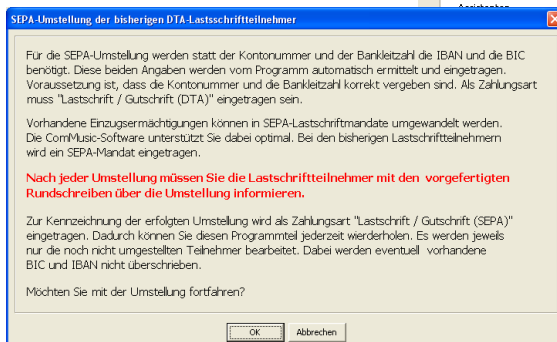 Assistenten
SEPA-Umstellung der bisherigen DTA-Lastsschriftteilnehmer
Für die SEPA-Umstellung werden statt der Kontonummer und der Bankleitzahl die IBAN und die BIC
benötigt. Diese beiden Angaben werden vom Programm automatisch ermittelt und eingetragen.
Voraussetzung ist, dass die Kontonummer und die Bankleitzahl korrekt vergeben sind. Als Zahlungsart
muss "Lastschrift / Gutschrift (DTA)" eingetragen sein.
Vorhandene Einzugsermächtigungen können in SEPA-Lastschriftmandate umgewandelt werden.
Die ComMusic-Software unterstützt Sie dabei optimal. Bei den bisherigen Lastschriftteilnehmern
wird ein SEPA-Mandat eingetragen.
Nach jeder Umstellung müssen Sie die Lastschriftteilnehmer mit den vorgefertigten
Rundschreiben über die Umstellung informieren.
Zur Kennzeichnung der erfolgten Umstellung wird als Zahlungsart "Lastschrift / Gutschrift (SEPA)"
eingetragen. Dadurch können Sie diesen Programmteil jederzeit wierderholen. Es werden jeweils
nur die noch nicht umgestellten Teilnehmer bearbeitet. Dabei werden eventuell vorhandene
BIC und IBAN nicht überschrieben.
Möchten Sie mit der Umstellung fortfahren?
OK
Abbrechen